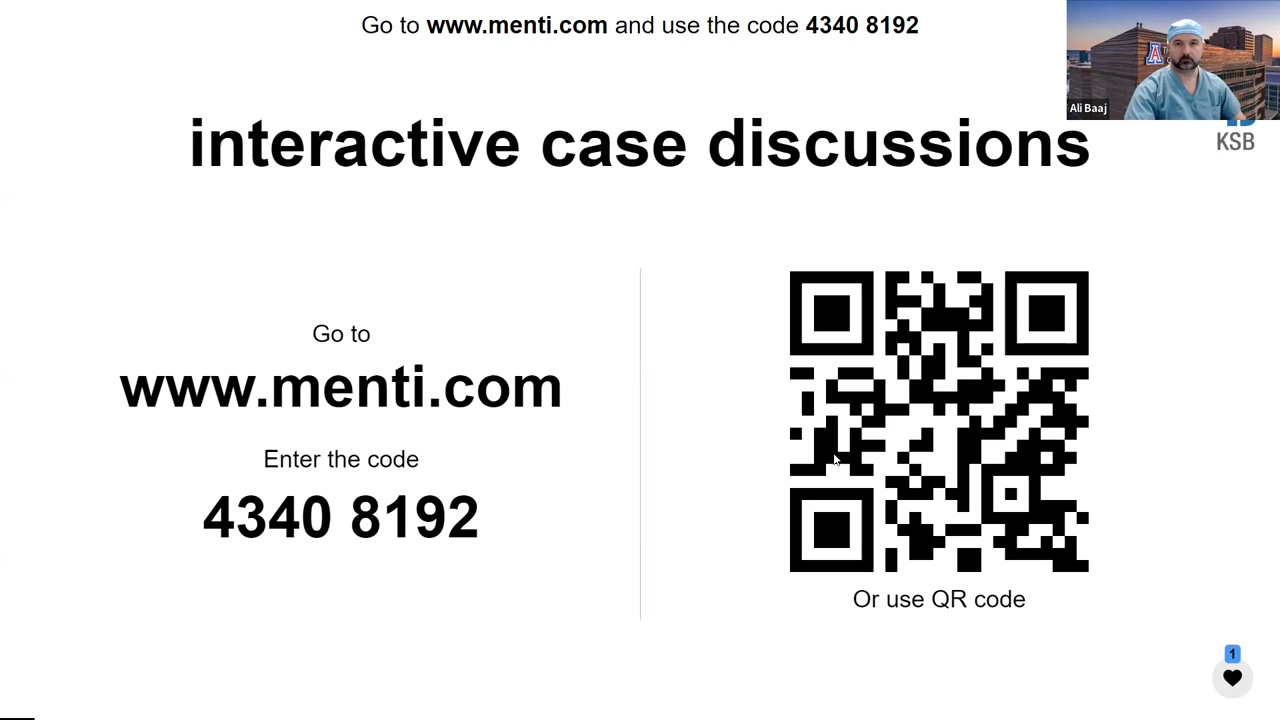 Go to www.menti.com and use the code 4340 8192
Ali Baaj
interactive case discussions
KSB
Go to
www.menti.com
Enter the code
4340 8192
Or use QR code
1